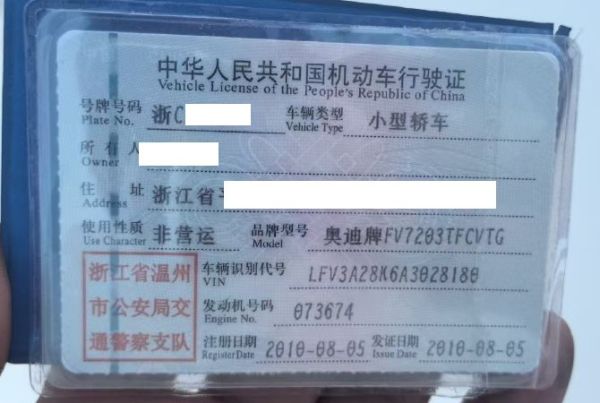 中华人民共和国机动车行驶证
Vehicle License of the People's Republic of China
号牌号码 浙C 车辆类型 小型轿车
Plate No. Vehicle Type
所有人
Owner
住址 浙江省
Address
使用性质 非营运 品牌型号 奥迪牌FV7203TFCVTG
Use Character Model
浙江省温州 车辆识别代号 LFV3A28K6A3028180
VIN
市公安局交 发动机号码 073674
Engine No.
通警察支队 注册日期 2010-08-05 发证日期 2010-08-05
Register Date Issue Date